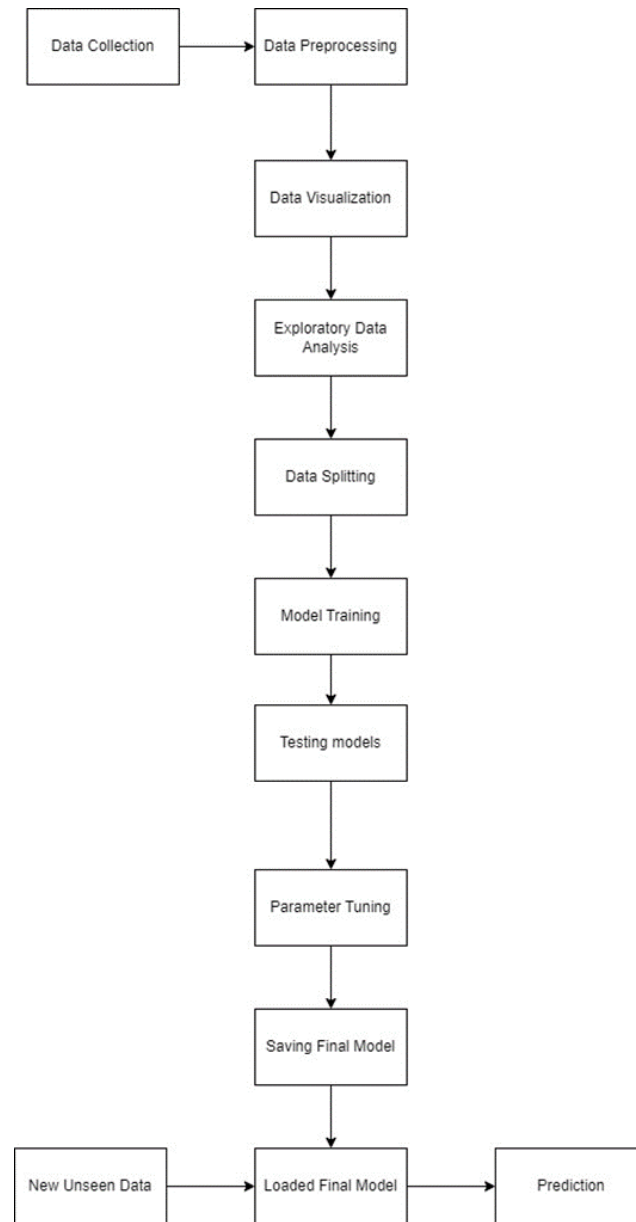 Data Collection
Data Preprocessing
Data Visualization
Exploratory Data
Analysis
Data Splitting
Model Training
Testing models
Parameter Tuning
Saving Final Model
New Unseen Data
Loaded Final Model
Prediction